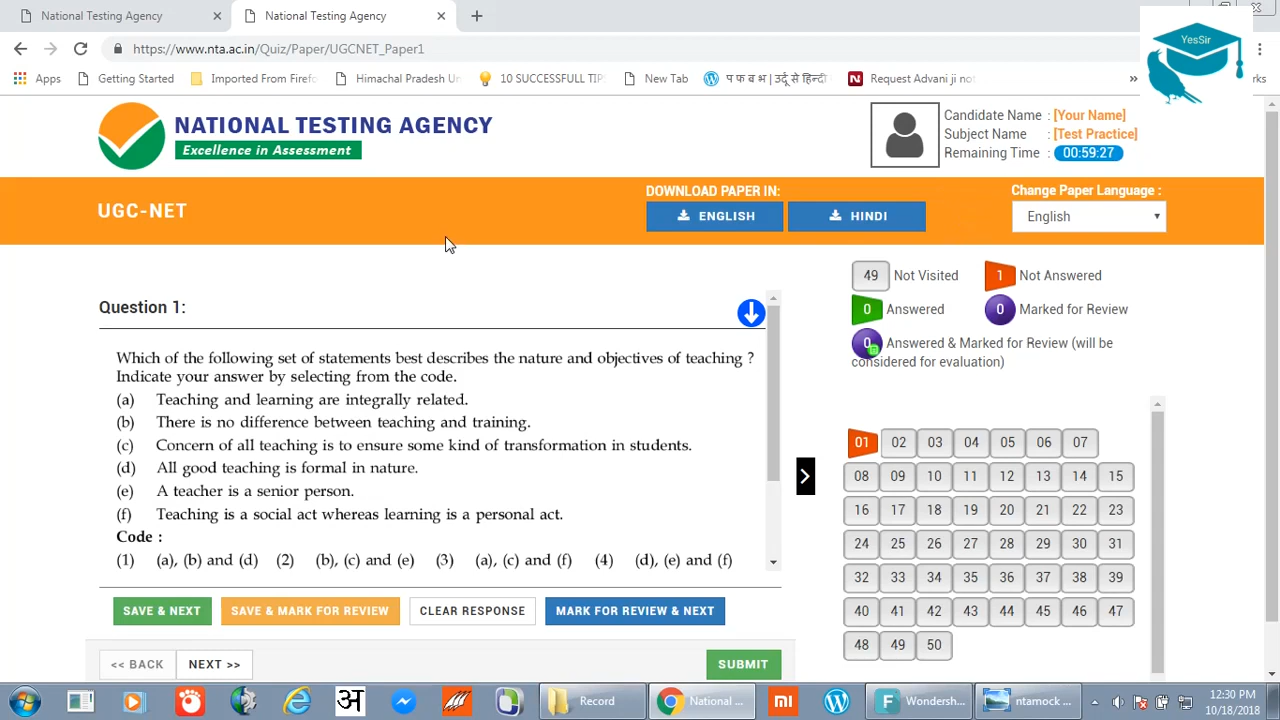 National Testing Agency
National Testing Agency
https://www.nta.ac.in/Quiz/Paper/UGCNET_Paper1
Apps
Getting Started
Imported From Firef
Himachal Pradesh Un
10 SUCCESSFULL TIPS
New Tab
प फ ब भ | उर्दू से हिन्दी
Request Advani ji not
»
YesSir
NATIONAL TESTING AGENCY
Excellence in Assessment
Candidate Name : [Your Name]
Subject Name : [Test Practice]
Remaining Time : 00:59:27
UGC-NET
DOWNLOAD PAPER IN:
ENGLISH
HINDI
Change Paper Language :
English
49 Not Visited
1 Not Answered
0 Answered
0 Marked for Review
0 Answered & Marked for Review (will be
considered for evaluation)
Question 1:
Which of the following set of statements best describes the nature and objectives of teaching ?
Indicate your answer by selecting from the code.
(a) Teaching and learning are integrally related.
(b) There is no difference between teaching and training.
(c) Concern of all teaching is to ensure some kind of transformation in students.
(d) All good teaching is formal in nature.
(e) A teacher is a senior person.
(f) Teaching is a social act whereas learning is a personal act.
Code :
(1) (a), (b) and (d) (2) (b), (c) and (e) (3) (a), (c) and (f) (4) (d), (e) and (f)
01 02 03 04 05 06 07
08 09 10 11 12 13 14 15
16 17 18 19 20 21 22 23
24 25 26 27 28 29 30 31
32 33 34 35 36 37 38 39
40 41 42 43 44 45 46 47
48 49 50
SAVE & NEXT
SAVE & MARK FOR REVIEW
CLEAR RESPONSE
MARK FOR REVIEW & NEXT
<< BACK
NEXT >>
SUBMIT
अ
Record
National ...
mi
Wondersh...
ntamock ...
12:30 PM
10/18/2018